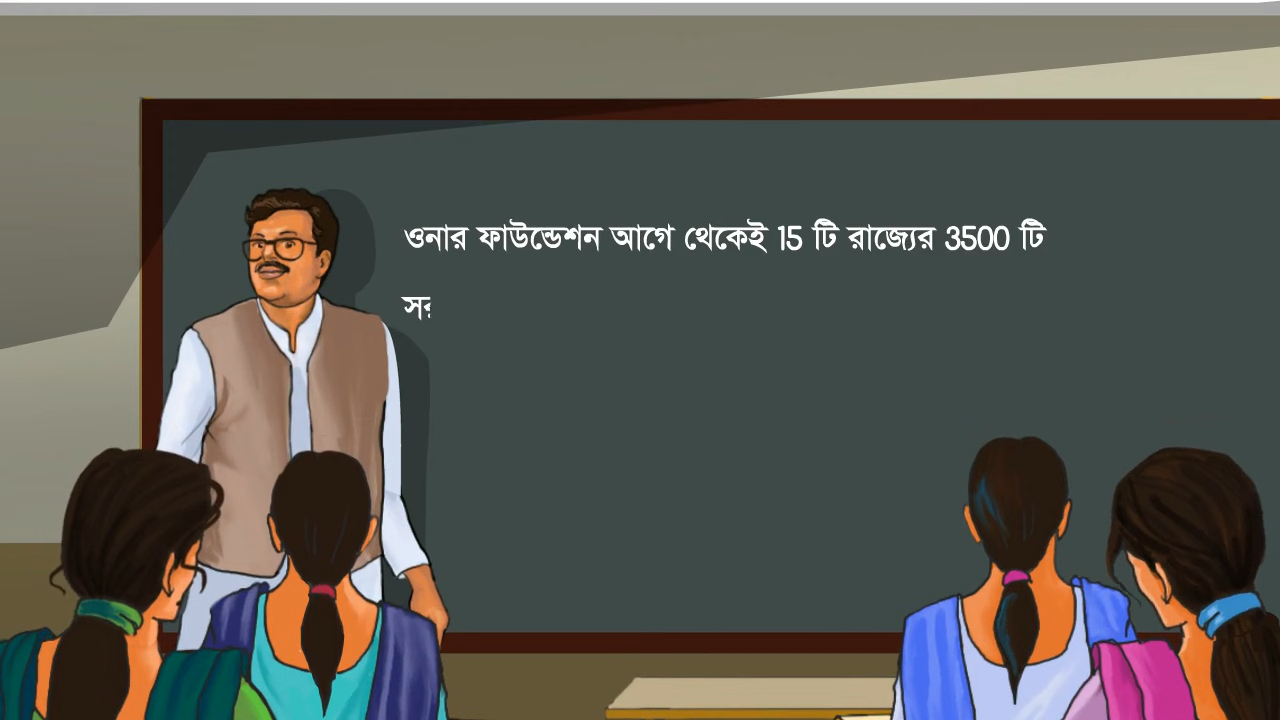 ওনার ফাউন্ডেশন আগে থেকেই 15 টি রাজ্যের 3500 টি